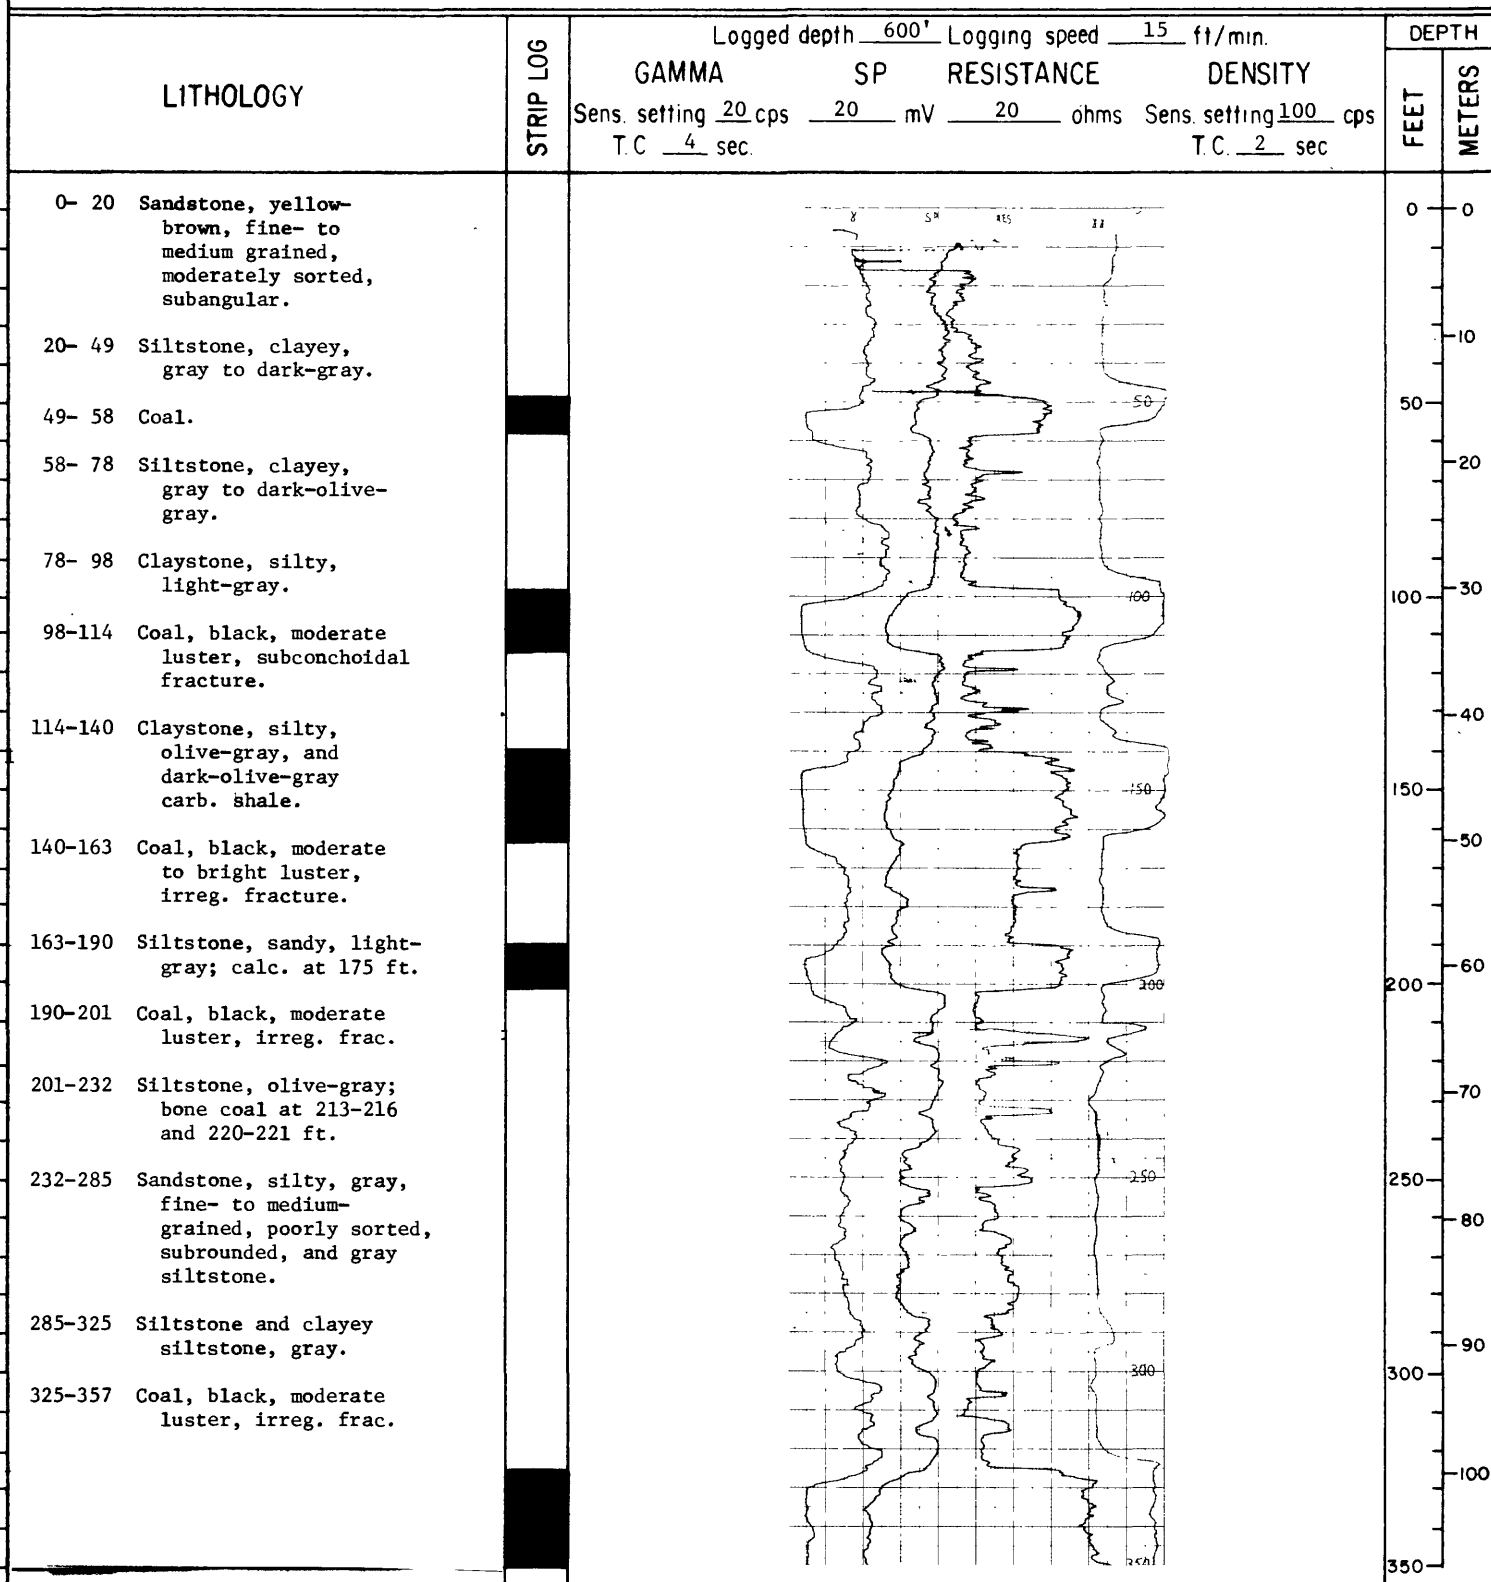 Logged depth 600' Logging speed 15 ft/min.
LITHOLOGY
STRIP LOG
GAMMA SP RESISTANCE DENSITY
Sens. setting 20 cps 20 mV 20 ohms Sens. setting 100 cps
T.C 4 sec. T.C. 2 sec
DEPTH
FEET
METERS
0- 20 Sandstone, yellow-
brown, fine- to
medium grained,
moderately sorted,
subangular.
20- 49 Siltstone, clayey,
gray to dark-gray.
49- 58 Coal.
58- 78 Siltstone, clayey,
gray to dark-olive-
gray.
78- 98 Claystone, silty,
light-gray.
98-114 Coal, black, moderate
luster, subconchoidal
fracture.
114-140 Claystone, silty,
olive-gray, and
dark-olive-gray
carb. shale.
140-163 Coal, black, moderate
to bright luster,
irreg. fracture.
163-190 Siltstone, sandy, light-
gray; calc. at 175 ft.
190-201 Coal, black, moderate
luster, irreg. frac.
201-232 Siltstone, olive-gray;
bone coal at 213-216
and 220-221 ft.
232-285 Sandstone, silty, gray,
fine- to medium-
grained, poorly sorted,
subrounded, and gray
siltstone.
285-325 Siltstone and clayey
siltstone, gray.
325-357 Coal, black, moderate
luster, irreg. frac.
γ SP RES
50
100
150
200
250
300
350
0 0
10
50
20
100 30
40
150
50
200 60
70
250
80
300 90
100
350